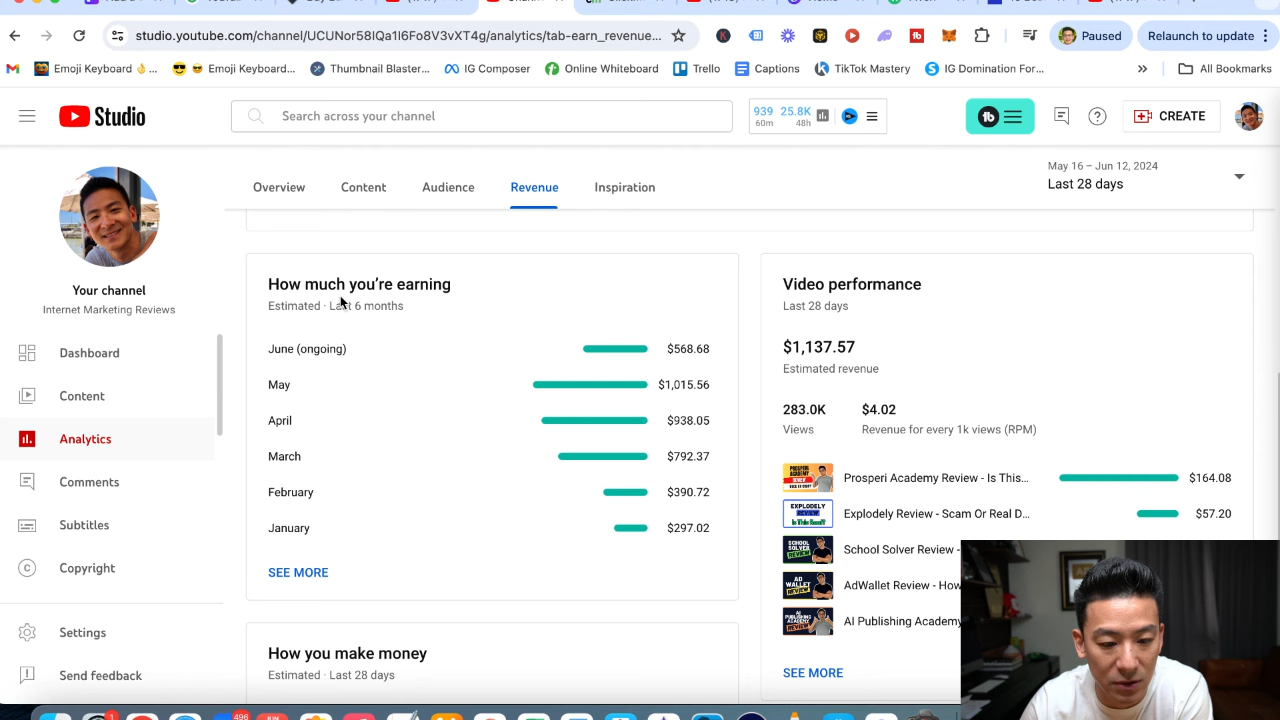 studio.youtube.com/channel/UCUNor58IQa1I6Fo8V3vXT4g/analytics/tab-earn_revenue...
Paused
Relaunch to update
Emoji Keyboard
Emoji Keyboard...
Thumbnail Blaster...
IG Composer
Online Whiteboard
Trello
Captions
TikTok Mastery
IG Domination For...
All Bookmarks
Studio
Search across your channel
939
60m
25.8K
48h
CREATE
Overview
Content
Audience
Revenue
Inspiration
May 16 – Jun 12, 2024
Last 28 days
Your channel
Internet Marketing Reviews
Dashboard
Content
Analytics
Comments
Subtitles
Copyright
Settings
Send feedback
How much you're earning
Estimated · Last 6 months
June (ongoing) $568.68
May $1,015.56
April $938.05
March $792.37
February $390.72
January $297.02
SEE MORE
How you make money
Estimated · Last 28 days
Video performance
Last 28 days
$1,137.57
Estimated revenue
283.0K
Views
$4.02
Revenue for every 1k views (RPM)
Prosperi Academy Review - Is This... $164.08
Explodely Review - Scam Or Real D... $57.20
School Solver Review -
AdWallet Review - How
AI Publishing Academy
SEE MORE